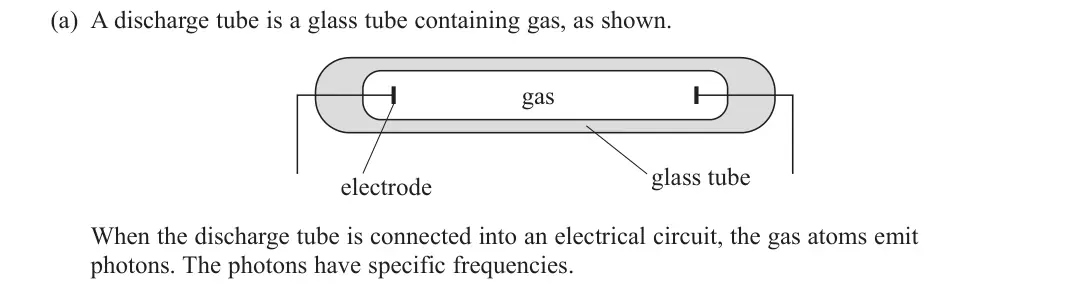 (a) A discharge tube is a glass tube containing gas, as shown.
gas
glass tube
electrode
When the discharge tube is connected into an electrical circuit, the gas atoms emit
photons. The photons have specific frequencies.